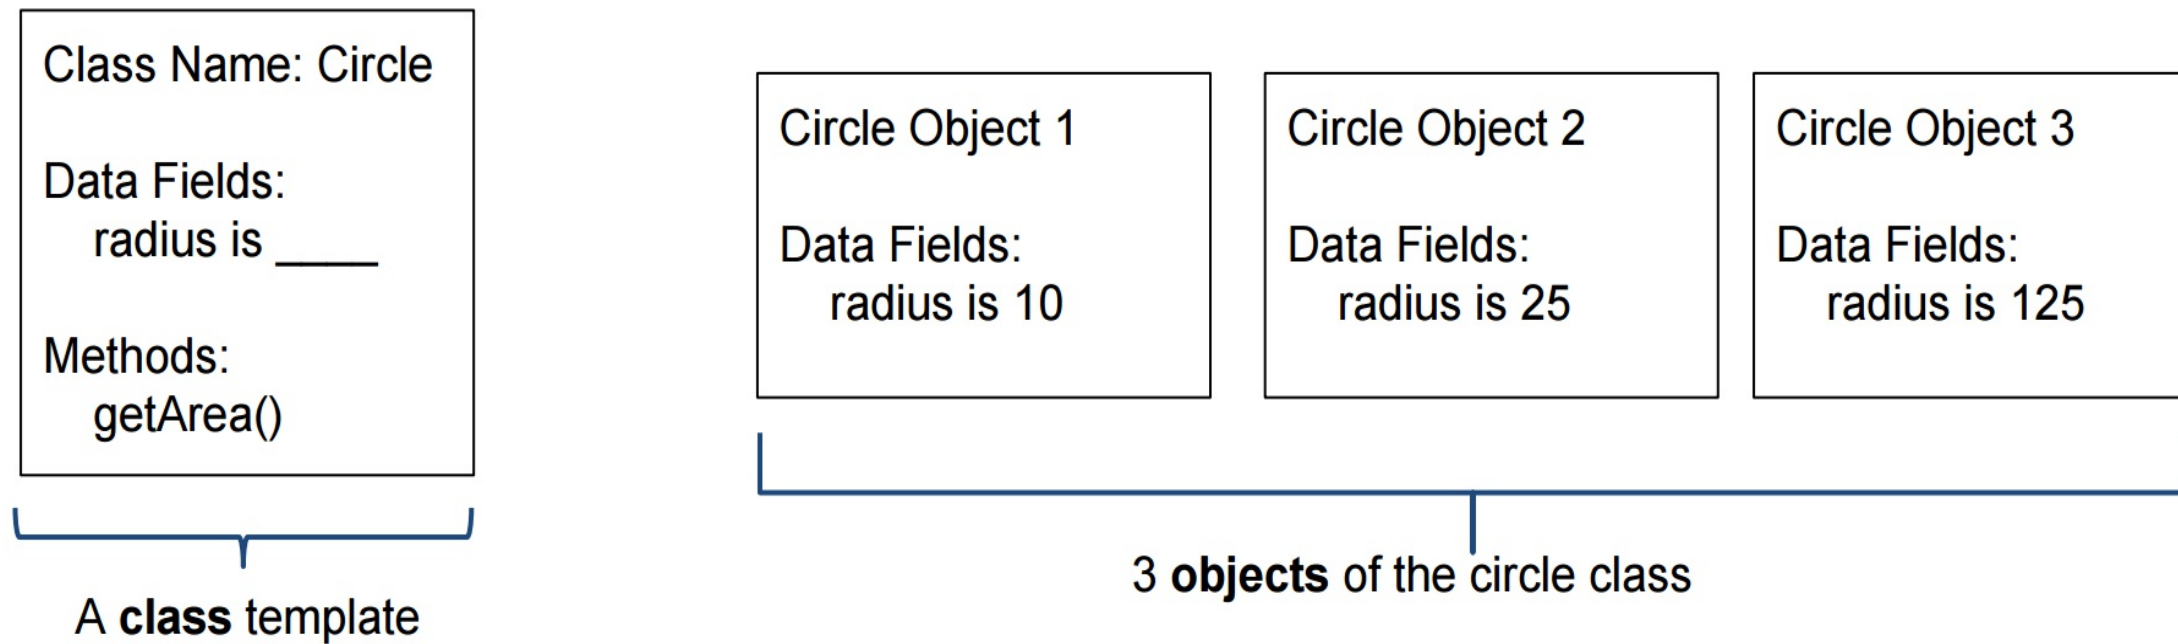 Class Name: Circle
Data Fields:
radius is ____
Methods:
getArea()
A class template
Circle Object 1
Data Fields:
radius is 10
Circle Object 2
Data Fields:
radius is 25
Circle Object 3
Data Fields:
radius is 125
3 objects of the circle class